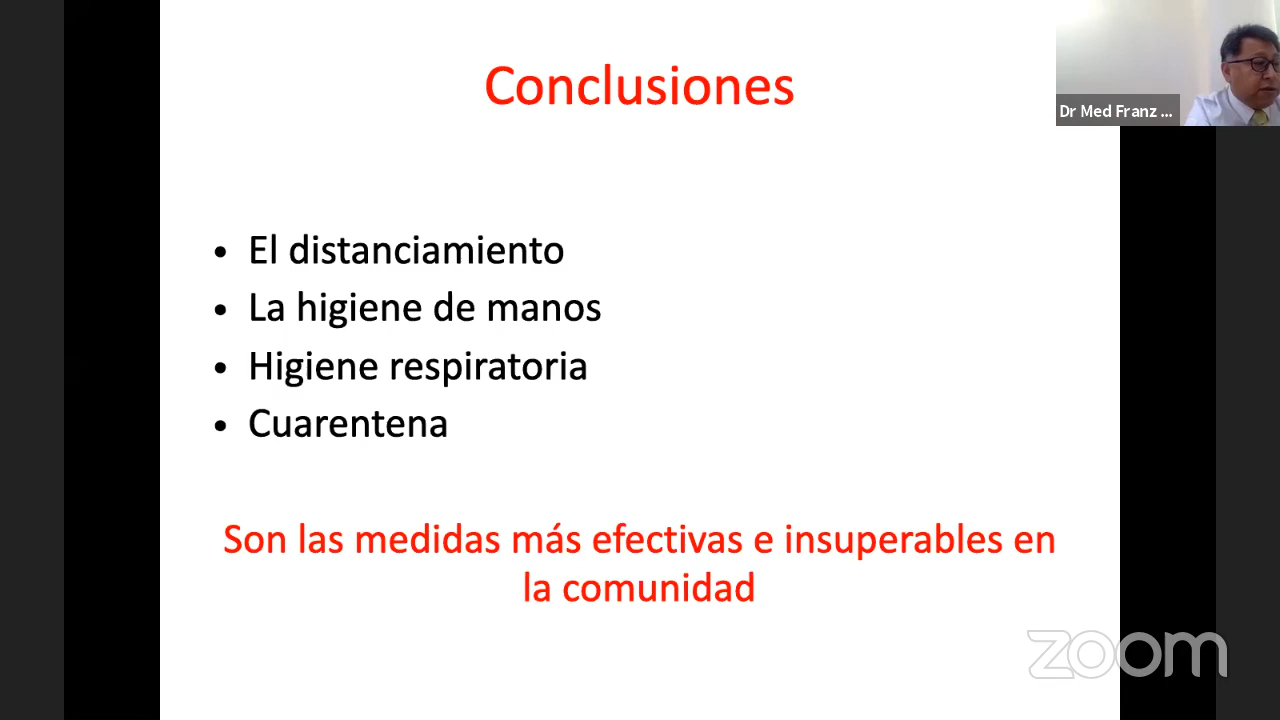 Conclusiones
Dr Med Franz ...
• El distanciamiento
• La higiene de manos
• Higiene respiratoria
• Cuarentena
Son las medidas más efectivas e insuperables en
la comunidad
zoom